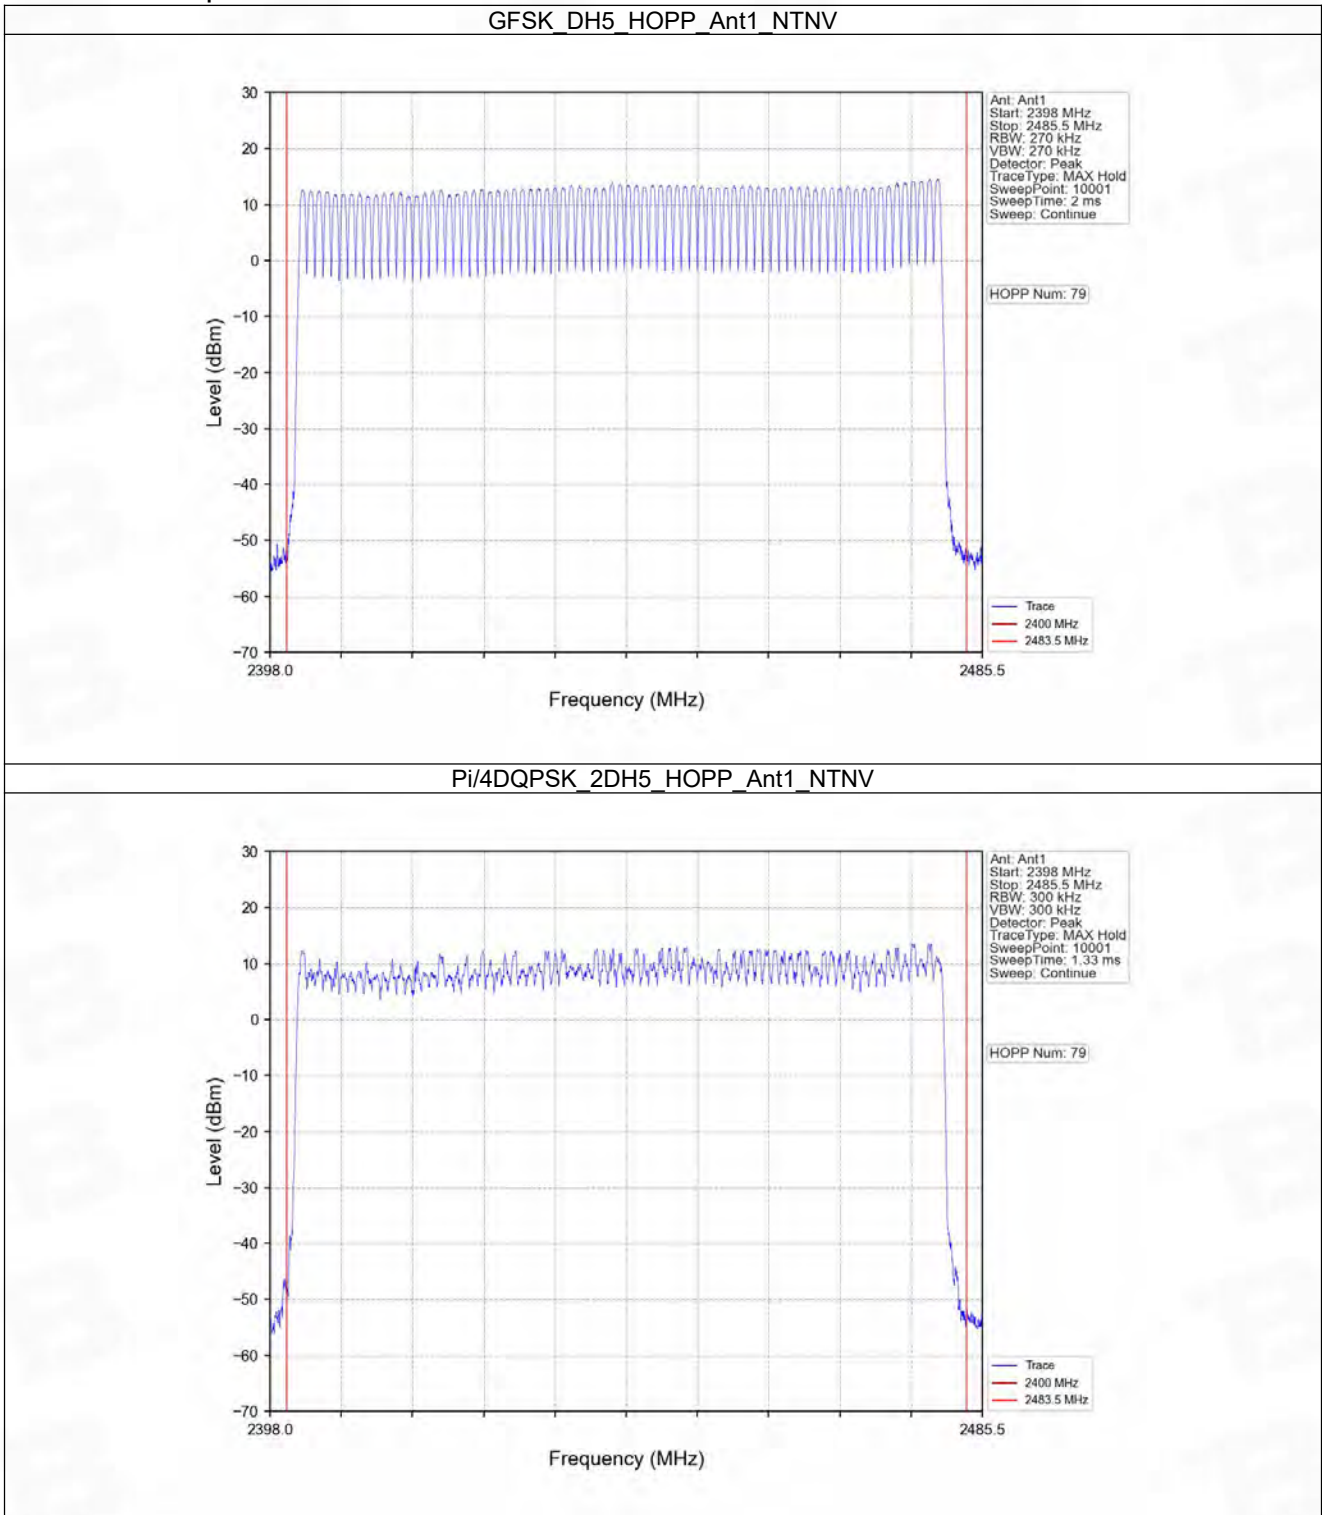 GFSK_DH5_HOPP_Ant1_NTNV
30
20
10
0
−10
−20
−30
−40
−50
−60
−70
Level (dBm)
2398.0
2485.5
Frequency (MHz)
Ant: Ant1
Start: 2398 MHz
Stop: 2485.5 MHz
RBW: 270 kHz
VBW: 270 kHz
Detector: Peak
TraceType: MAX Hold
SweepPoint: 10001
SweepTime: 2 ms
Sweep: Continue
HOPP Num: 79
Trace
2400 MHz
2483.5 MHz
Pi/4DQPSK_2DH5_HOPP_Ant1_NTNV
30
20
10
0
−10
−20
−30
−40
−50
−60
−70
Level (dBm)
2398.0
2485.5
Frequency (MHz)
Ant: Ant1
Start: 2398 MHz
Stop: 2485.5 MHz
RBW: 300 kHz
VBW: 300 kHz
Detector: Peak
TraceType: MAX Hold
SweepPoint: 10001
SweepTime: 1.33 ms
Sweep: Continue
HOPP Num: 79
Trace
2400 MHz
2483.5 MHz